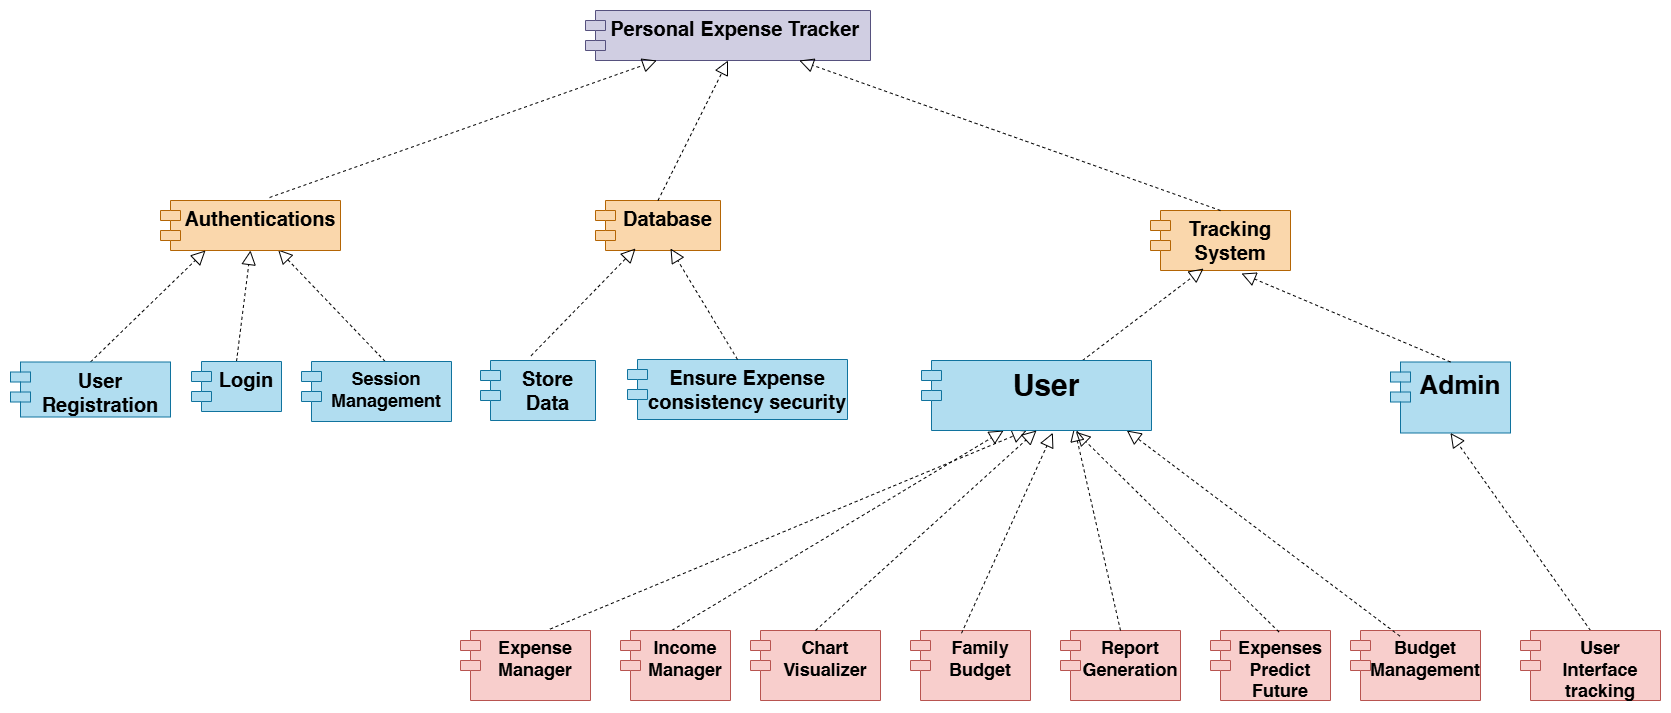 Personal Expense Tracker
Authentications
Database
Tracking
System
User
Registration
Login
Session
Management
Store
Data
Ensure Expense
consistency security
User
Admin
Expense
Manager
Income
Manager
Chart
Visualizer
Family
Budget
Report
Generation
Expenses
Predict
Future
Budget
Management
User
Interface
tracking